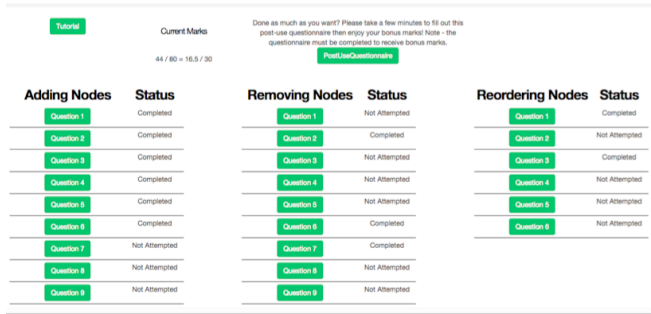 Tutorial
Current Marks
44 / 80 = 16.5 / 30
Done as much as you want? Please take a few minutes to fill out this
post-use questionnaire then enjoy your bonus marks! Note - the
questionnaire must be completed to receive bonus marks.
PostUseQuestionnaire
Adding Nodes Status
Question 1 Completed
Question 2 Completed
Question 3 Completed
Question 4 Completed
Question 5 Completed
Question 6 Completed
Question 7 Not Attempted
Question 8 Not Attempted
Question 9 Not Attempted
Removing Nodes Status
Question 1 Not Attempted
Question 2 Completed
Question 3 Not Attempted
Question 4 Not Attempted
Question 5 Not Attempted
Question 6 Completed
Question 7 Completed
Question 8 Not Attempted
Question 9 Not Attempted
Reordering Nodes Status
Question 1 Completed
Question 2 Not Attempted
Question 3 Completed
Question 4 Not Attempted
Question 5 Not Attempted
Question 6 Not Attempted